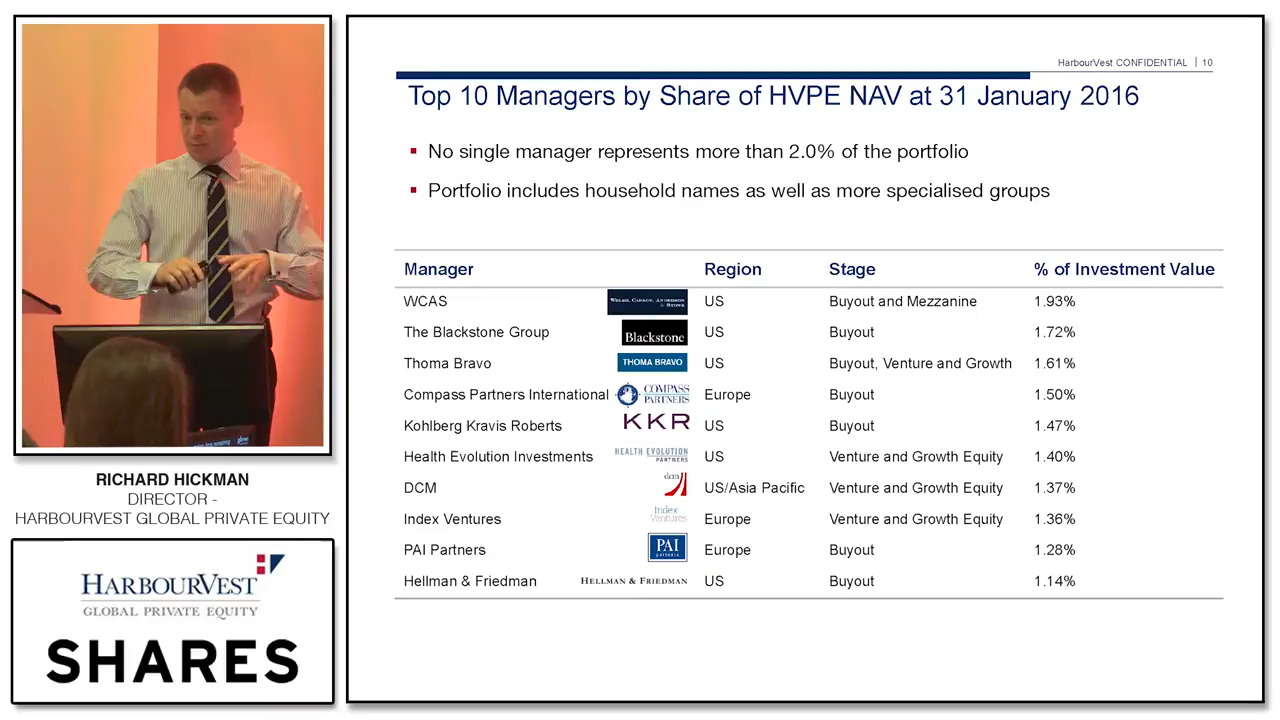 HarbourVest CONFIDENTIAL | 10
Top 10 Managers by Share of HVPE NAV at 31 January 2016
No single manager represents more than 2.0% of the portfolio
Portfolio includes household names as well as more specialised groups
Manager Region Stage % of Investment Value
WCAS WELSH, CARSON, ANDERSON & STOWE US Buyout and Mezzanine 1.93%
The Blackstone Group Blackstone US Buyout 1.72%
Thoma Bravo THOMA BRAVO US Buyout, Venture and Growth 1.61%
Compass Partners International COMPASS PARTNERS Europe Buyout 1.50%
Kohlberg Kravis Roberts KKR US Buyout 1.47%
Health Evolution Investments HEALTH EVOLUTION PARTNERS US Venture and Growth Equity 1.40%
DCM dcm US/Asia Pacific Venture and Growth Equity 1.37%
Index Ventures Index Ventures Europe Venture and Growth Equity 1.36%
PAI Partners PAI partners Europe Buyout 1.28%
Hellman & Friedman HELLMAN & FRIEDMAN US Buyout 1.14%
RICHARD HICKMAN
DIRECTOR -
HARBOURVEST GLOBAL PRIVATE EQUITY
HARBOURVEST
GLOBAL PRIVATE EQUITY
SHARES